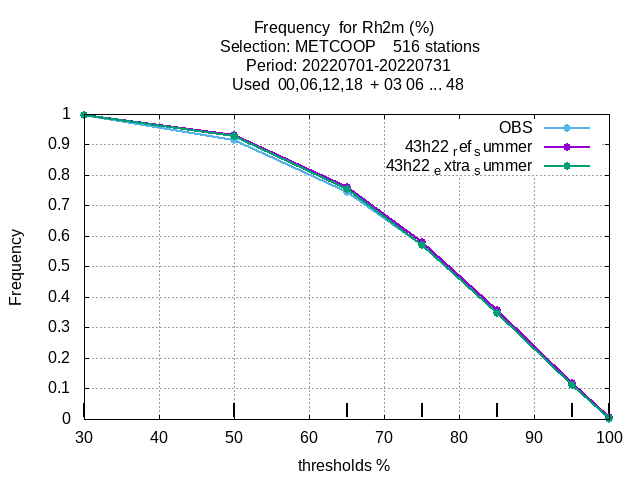 Frequency for Rh2m (%)
Selection: METCOOP 516 stations
Period: 20220701-20220731
Used 00,06,12,18 + 03 06 ... 48
OBS
43h22 ref summer
43h22 extra summer
Frequency
1
0.9
0.8
0.7
0.6
0.5
0.4
0.3
0.2
0.1
0
30 40 50 60 70 80 90 100
thresholds %